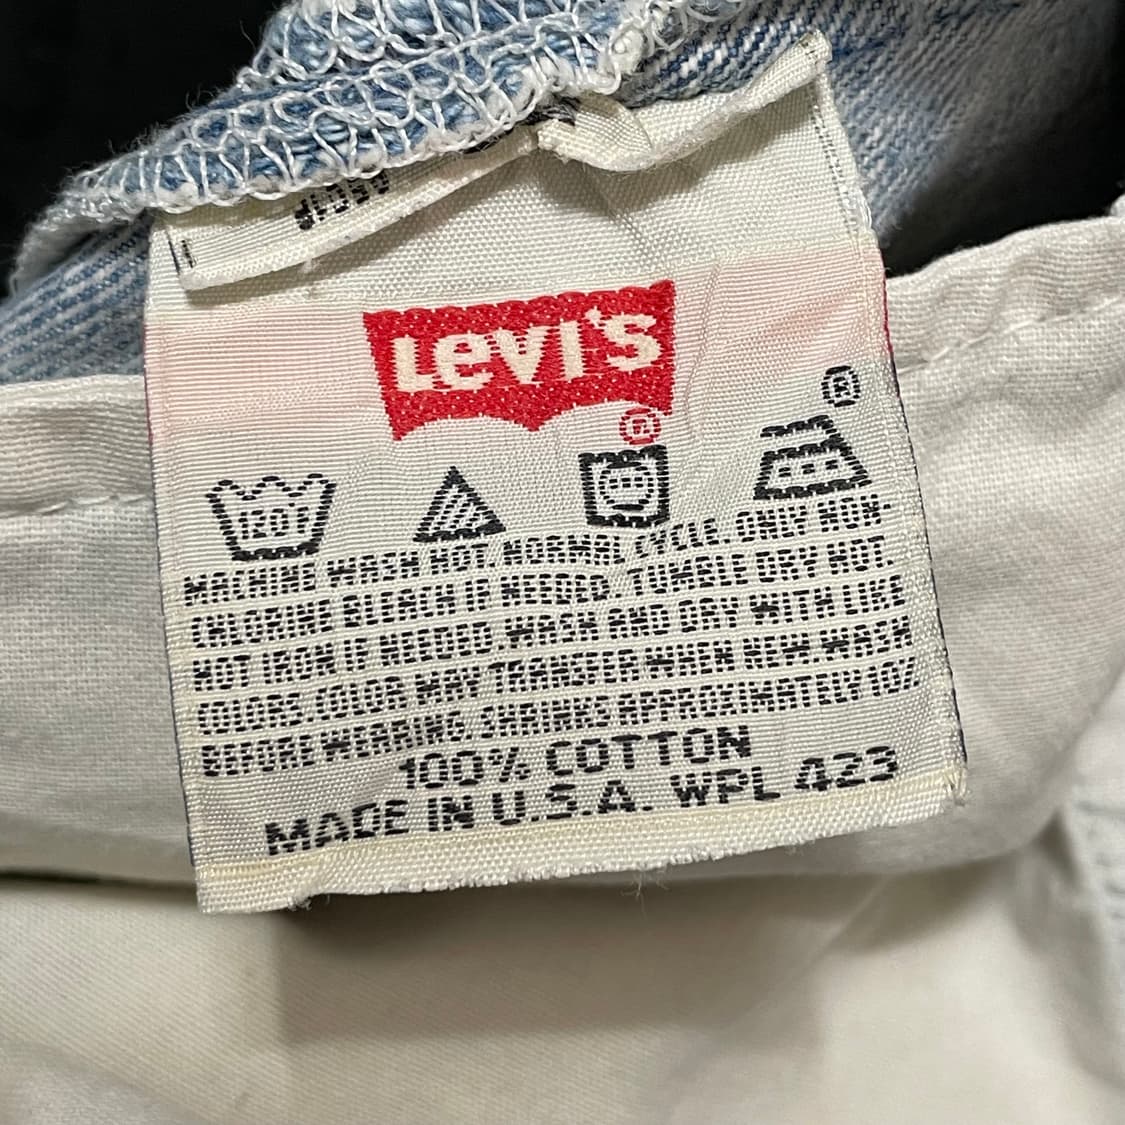 Levi's
®
®
120F
MACHINE WASH HOT. NORMAL CYCLE. ONLY NON-
CHLORINE BLEACH IF NEEDED. TUMBLE DRY HOT.
HOT IRON IF NEEDED. WASH AND DRY WITH LIKE
COLORS. COLOR MAY TRANSFER WHEN NEW. WASH
BEFORE WEARING. SHRINKS APPROXIMATELY 10%
100% COTTON
MADE IN U.S.A. WPL 423